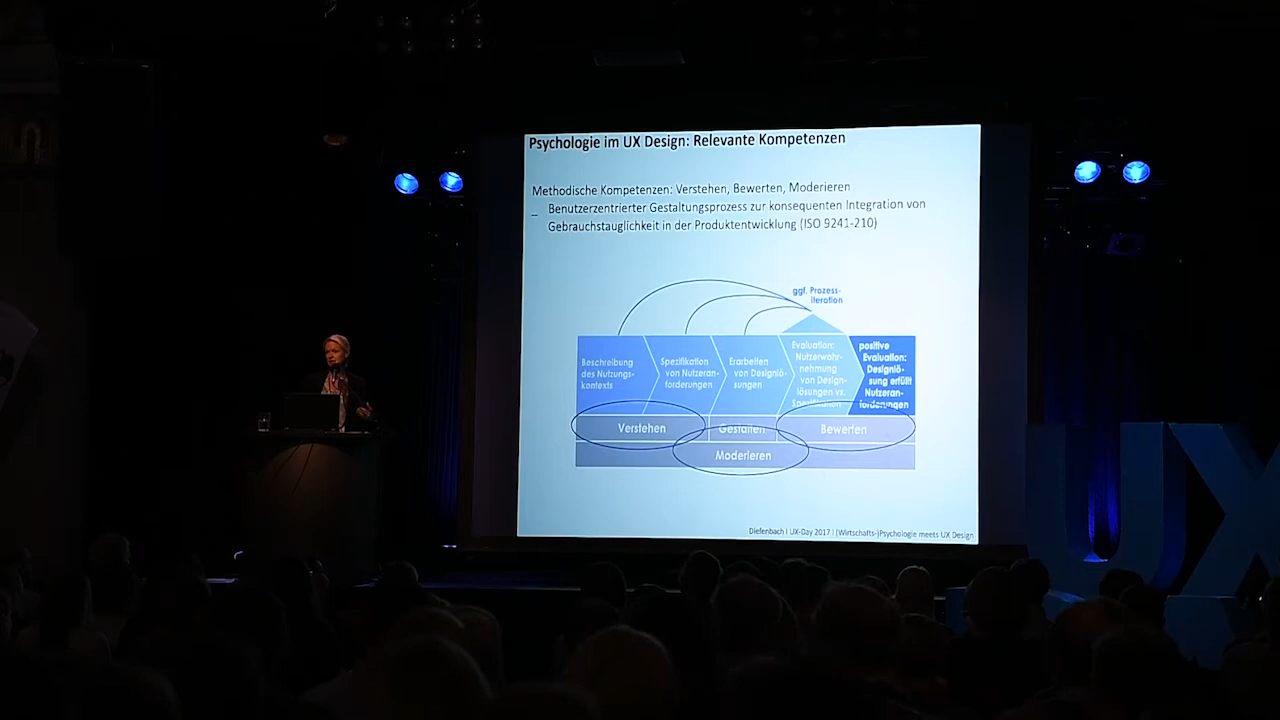 Psychologie im UX Design: Relevante Kompetenzen
Methodische Kompetenzen: Verstehen, Bewerten, Moderieren
– Benutzerzentrierter Gestaltungsprozess zur konsequenten Integration von
Gebrauchstauglichkeit in der Produktentwicklung (ISO 9241-210)
ggf. Prozess-
iteration
Beschreibung
des Nutzungs-
kontexts
Spezifikation
von Nutzeran-
forderungen
Erarbeiten
von Designlö-
sungen
Evaluation:
Nutzerwahr-
nehmung
von Design-
lösungen vs.
Spezifikation
positive
Evaluation:
Designlö-
sung erfüllt
Nutzeran-
forderungen
Verstehen
Gestalten
Bewerten
Moderieren
Diefenbach | UX-Day 2017 | (Wirtschafts-)Psychologie meets UX Design
UX